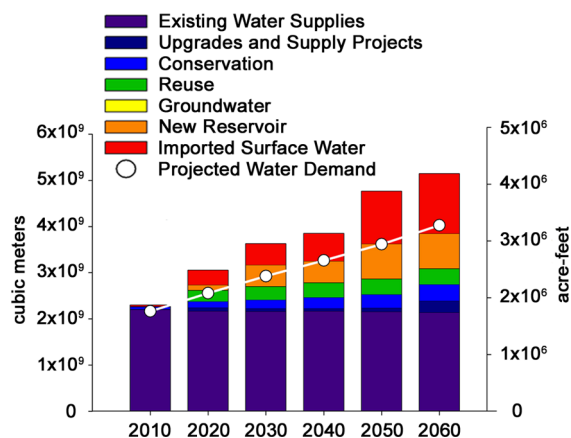 Existing Water Supplies
Upgrades and Supply Projects
Conservation
Reuse
Groundwater
New Reservoir
Imported Surface Water
Projected Water Demand
cubic meters
6x10⁹
5x10⁹
4x10⁹
3x10⁹
2x10⁹
1x10⁹
0
acre-feet
5x10⁶
4x10⁶
3x10⁶
2x10⁶
1x10⁶
0
2010 2020 2030 2040 2050 2060